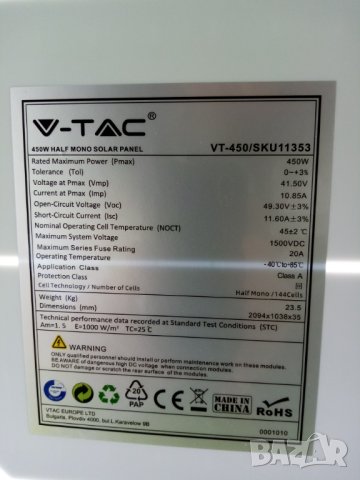 V-TAC®
450W HALF MONO SOLAR PANEL VT-450/SKU11353
Rated Maximum Power (Pmax) 450W
Tolerance (Tol) 0~+3%
Voltage at Pmax (Vmp) 41.50V
Current at Pmax (Imp) 10.85A
Open-Circuit Voltage (Voc) 49.30V±3%
Short-Circuit Current (Isc) 11.60A±3%
Nominal Operating Cell Temperature (NOCT) 45±2℃
Maximum System Voltage 1500VDC
Maximum Series Fuse Rating 20A
Operating Temperature -40℃to+85℃
Application Class Class A
Protection Class
Cell Technology / Number of Cells Half Mono / 144Cells
Weight (Kg) 23.5
Dimensions (mm) 2094x1038x35
Technical performance data recorded at Standard Test Conditions (STC)
Am=1.5 E=1000 W/m² TC=25℃
WARNING
ONLY qualified personnel should install or perform maintenance work on these modules.
BE AWARE of dangerous high DC voltage when connection modules.
DO NOT damage or scratch the rear surface of the module.
CE
20
PAP
MADE IN
CHINA
RoHS
VTAC EUROPE LTD
Bulgaria, Plovdiv 4000, bul L.Karavelow 9B
0001010
BAZAR